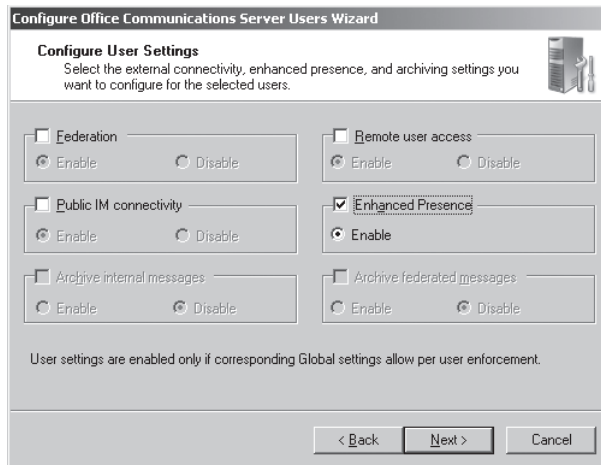 Configure Office Communications Server Users Wizard
Configure User Settings
Select the external connectivity, enhanced presence, and archiving settings you
want to configure for the selected users.
Federation
Enable Disable
Remote user access
Enable Disable
Public IM connectivity
Enable Disable
Enhanced Presence
Enable
Archive internal messages
Enable Disable
Archive federated messages
Enable Disable
User settings are enabled only if corresponding Global settings allow per user enforcement.
< Back Next > Cancel